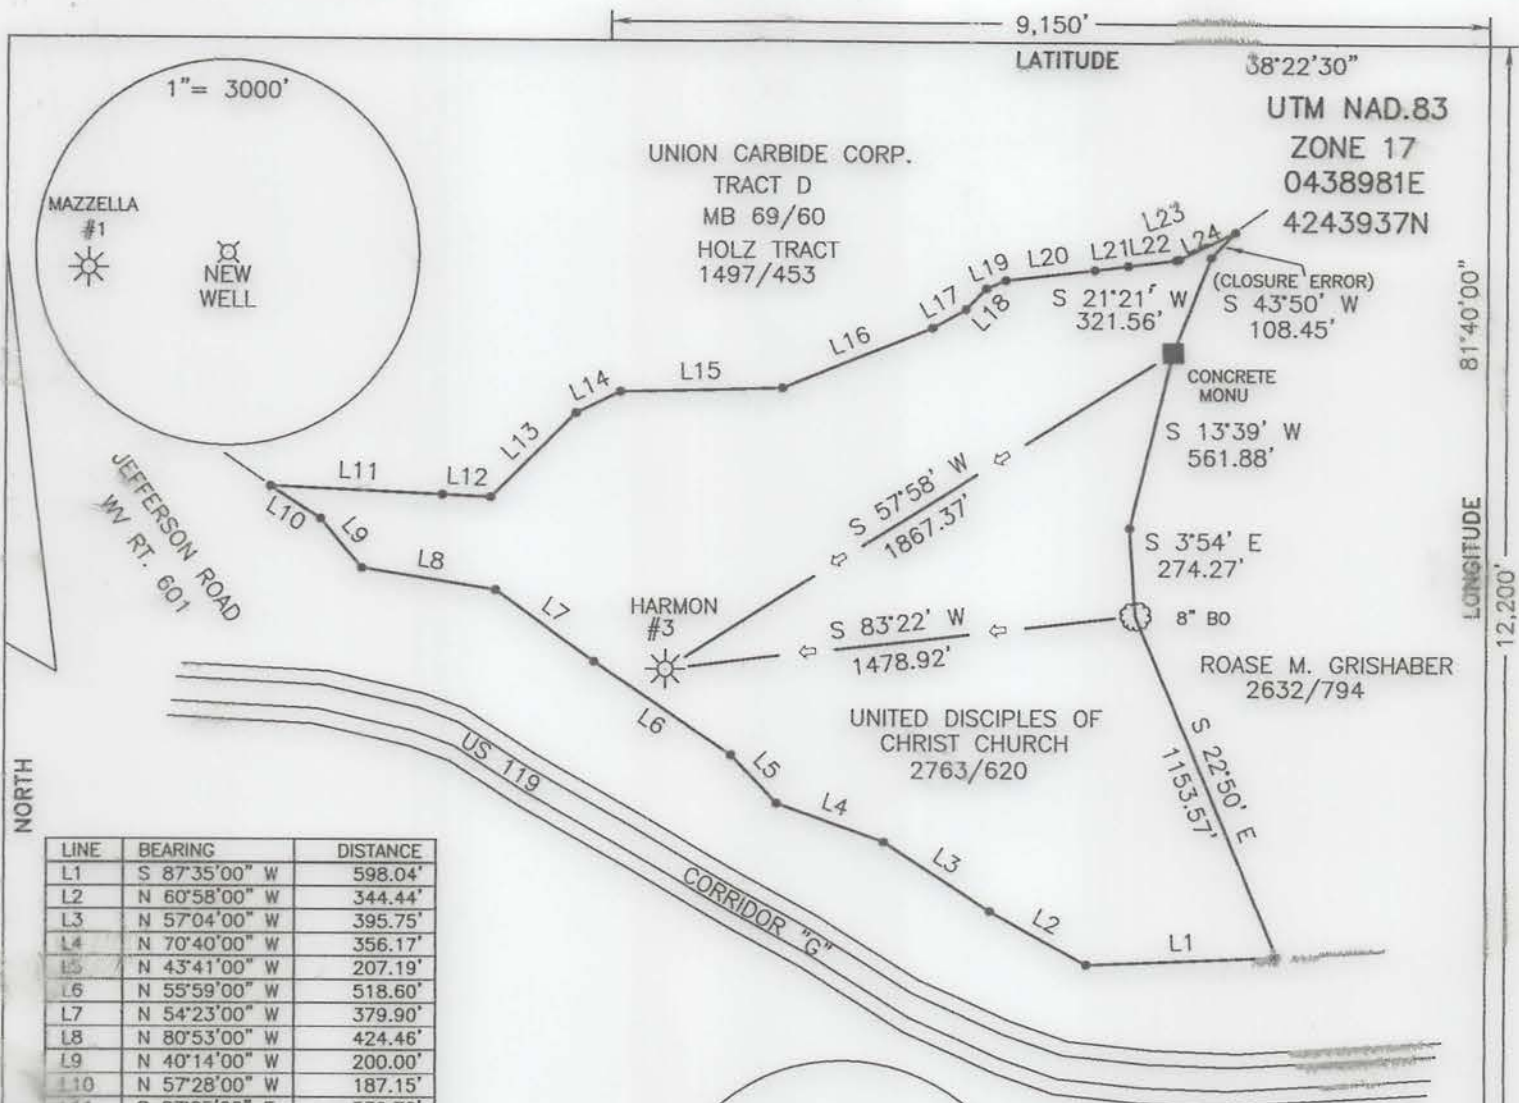 9,150'
LATITUDE
38°22'30"
1"= 3000'
MAZZELLA
#1
NEW
WELL
UNION CARBIDE CORP.
TRACT D
MB 69/60
HOLZ TRACT
1497/453
UTM NAD.83
ZONE 17
0438981E
4243937N
L23
L24
L22
L21
L20
L19
L18
L17
L16
L15
L14
L13
L12
L11
L10
L9
L8
L7
L6
L5
L4
L3
L2
L1
(CLOSURE ERROR)
S 43°50' W
108.45'
S 21°21' W
321.56'
CONCRETE
MONU
S 13°39' W
561.88'
S 57°58' W
1867.37'
S 3°54' E
274.27'
8" BO
S 83°22' W
1478.92'
HARMON
#3
ROASE M. GRISHABER
2632/794
UNITED DISCIPLES OF
CHRIST CHURCH
2763/620
S 22°50' E
1153.57'
81°40'00"
LONGITUDE
12,200'
JEFFERSON ROAD
WV RT. 601
US 119
CORRIDOR "G"
NORTH
LINE BEARING DISTANCE
L1 S 87°35'00" W 598.04'
L2 N 60°58'00" W 344.44'
L3 N 57°04'00" W 395.75'
L4 N 70°40'00" W 356.17'
L5 N 43°41'00" W 207.19'
L6 N 55°59'00" W 518.60'
L7 N 54°23'00" W 379.90'
L8 N 80°53'00" W 424.46'
L9 N 40°14'00" W 200.00'
L10 N 57°28'00" W 187.15'